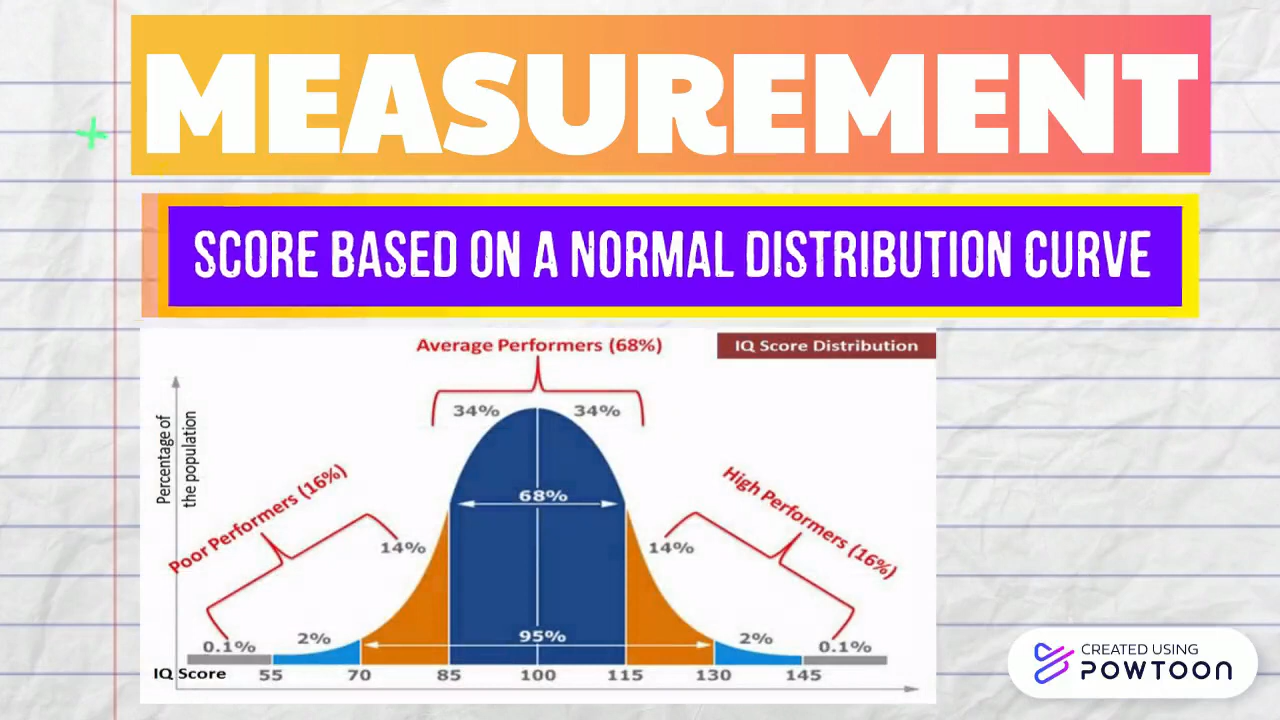 MEASUREMENT
SCORE BASED ON A NORMAL DISTRIBUTION CURVE
Average Performers (68%)
IQ Score Distribution
34% 34%
Percentage of
the population
68%
Poor Performers (16%)
High Performers (16%)
14% 14%
0.1% 2% 95% 2% 0.1%
IQ Score 55 70 85 100 115 130 145
CREATED USING
POWTOON